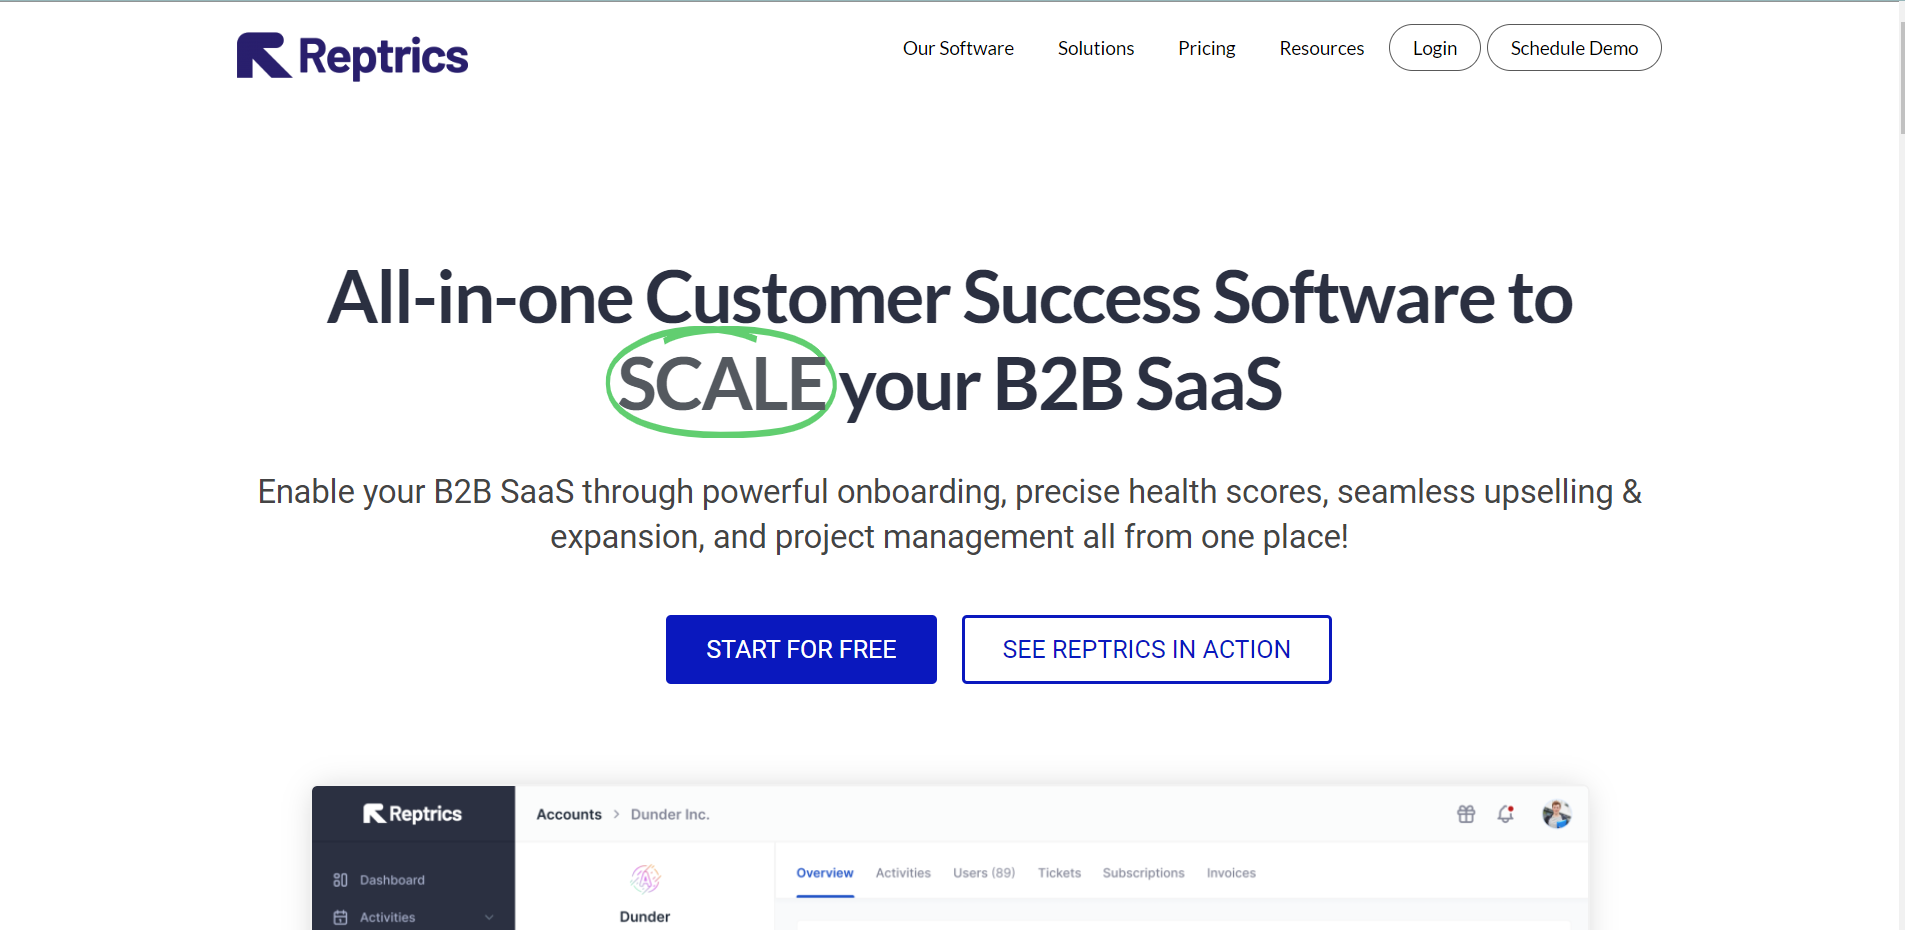 Reptrics
Our Software Solutions Pricing Resources Login Schedule Demo
All-in-one Customer Success Software to
SCALE your B2B SaaS
Enable your B2B SaaS through powerful onboarding, precise health scores, seamless upselling &
expansion, and project management all from one place!
START FOR FREE SEE REPTRICS IN ACTION
Reptrics
Accounts > Dunder Inc.
Dashboard
Activities
Dunder
Overview Activities Users (89) Tickets Subscriptions Invoices